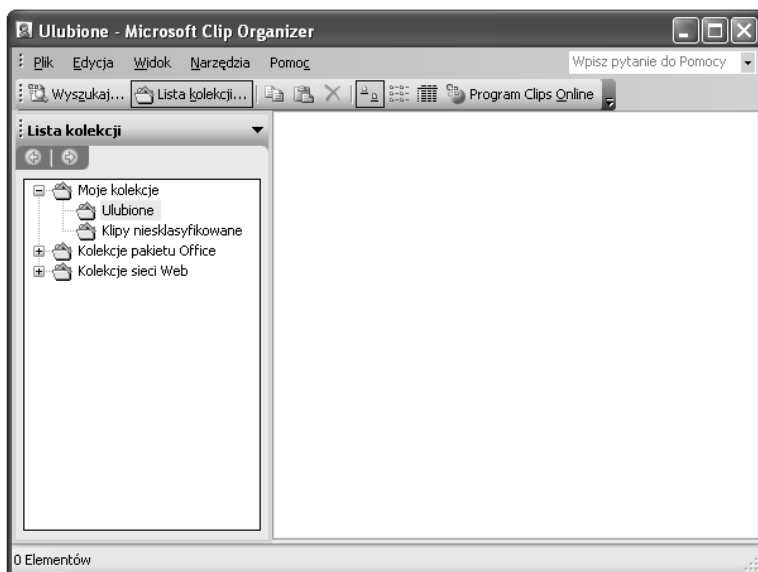 Ulubione - Microsoft Clip Organizer
Plik Edycja Widok Narzędzia Pomoc Wpisz pytanie do Pomocy
Wyszukaj... Lista kolekcji... Program Clips Online
Lista kolekcji
Moje kolekcje
Ulubione
Klipy niesklasyfikowane
Kolekcje pakietu Office
Kolekcje sieci Web
0 Elementów